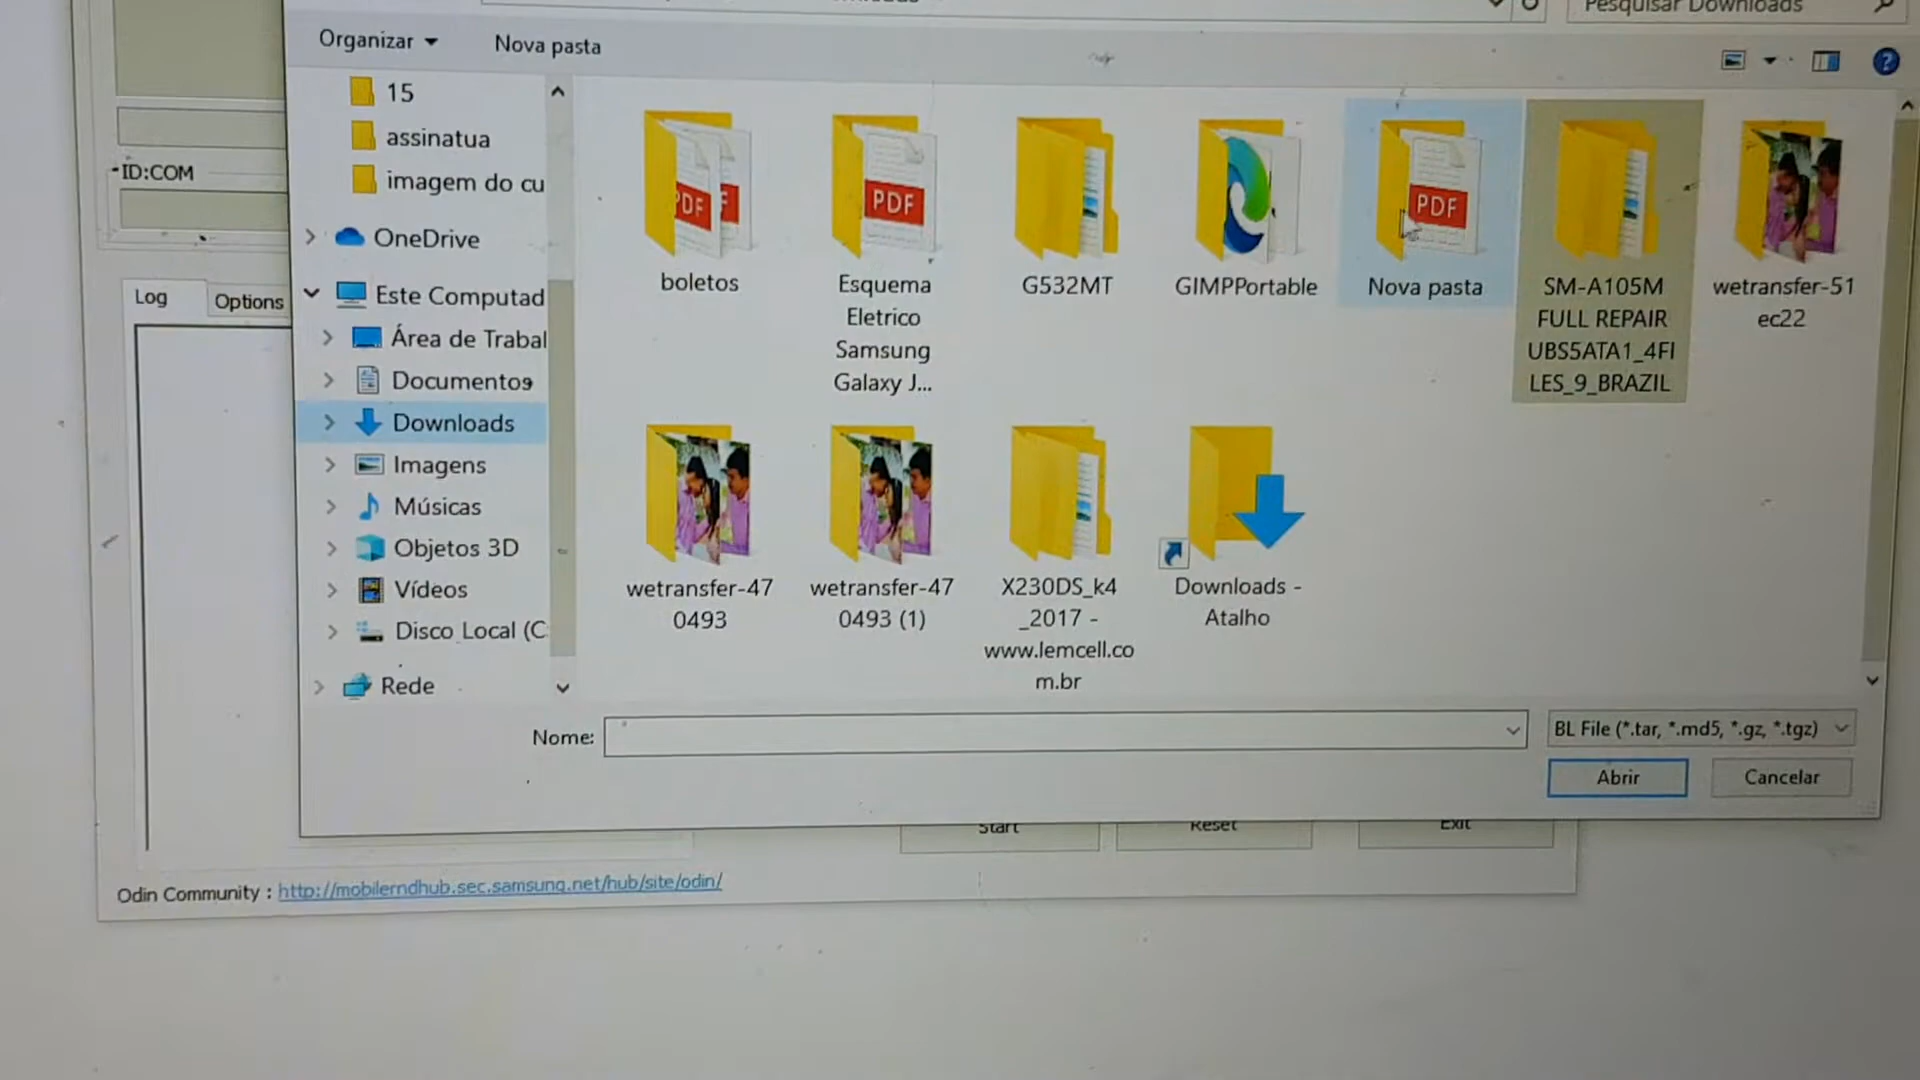 Pesquisar Downloads
Organizar
Nova pasta
15
assinatua
imagem do cu
OneDrive
Este Computad
Área de Trabal
Documentos
Downloads
Imagens
Músicas
Objetos 3D
Vídeos
Disco Local (C:
Rede
boletos
Esquema
Eletrico
Samsung
Galaxy J...
G532MT
GIMPPortable
Nova pasta
SM-A105M
FULL REPAIR
UBS5ATA1_4FI
LES_9_BRAZIL
wetransfer-51
ec22
wetransfer-47
0493
wetransfer-47
0493 (1)
X230DS_k4
_2017 -
www.lemcell.co
m.br
Downloads -
Atalho
PDF
PDF
PDF
Nome:
BL File (*.tar, *.md5, *.gz, *.tgz)
Abrir
Cancelar
ID:COM
Log
Options
Start
Reset
Exit
Odin Community : http://mobilerndhub.sec.samsung.net/hub/site/odin/